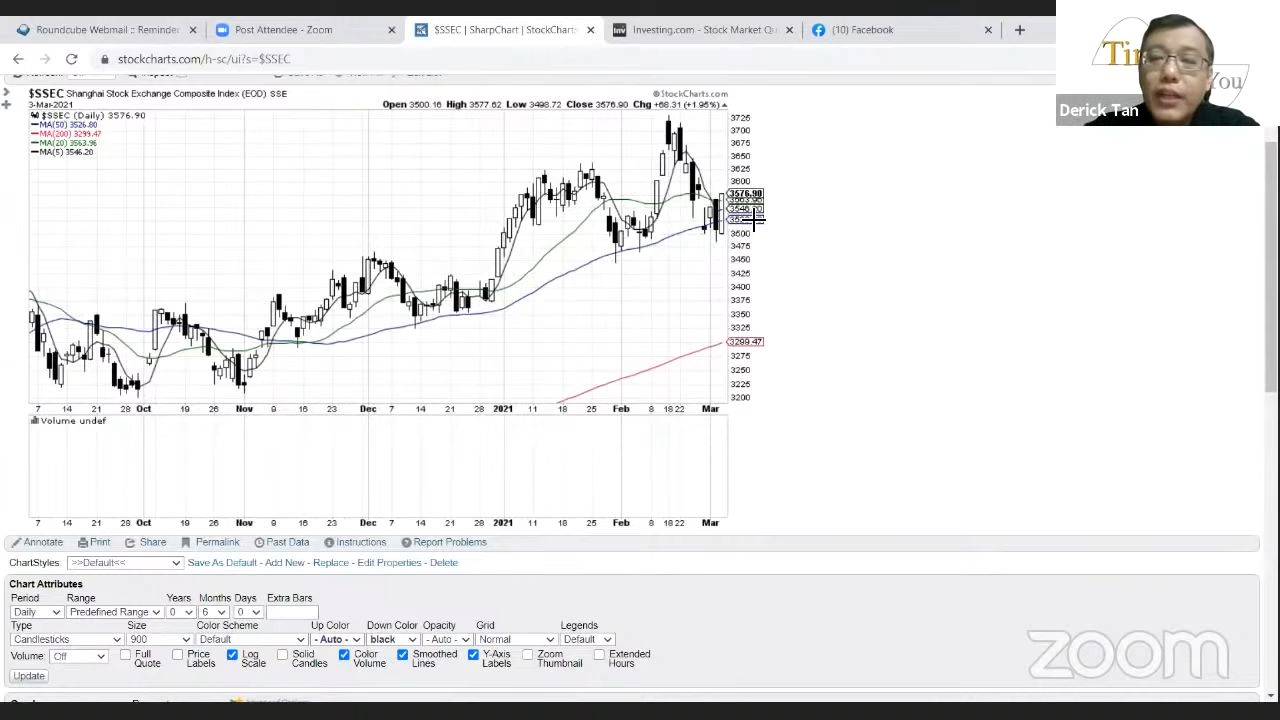 Roundcube Webmail :: Reminder
Post Attendee - Zoom
$SSEC | SharpChart | StockCharts
Investing.com - Stock Market Qu
(10) Facebook
stockcharts.com/h-sc/ui?s=$SSEC
$SSEC Shanghai Stock Exchange Composite Index (EOD) SSE
© StockCharts.com
3-Mar-2021
Open 3500.16 High 3577.62 Low 3498.72 Close 3576.90 Chg +68.31 (+1.95%)
$SSEC (Daily) 3576.90
MA(50) 3526.80
MA(200) 3299.47
MA(20) 3563.96
MA(5) 3546.20
3725
3700
3675
3650
3625
3600
3576.90
3546.20
3500
3475
3450
3425
3400
3375
3350
3325
3299.47
3275
3250
3225
3200
7 14 21 28 Oct 19 26 Nov 9 16 23 Dec 7 14 21 28 2021 11 18 25 Feb 8 18 22 Mar
Volume undef
7 14 21 28 Oct 19 26 Nov 9 16 23 Dec 7 14 21 28 2021 11 18 25 Feb 8 18 22 Mar
Annotate Print Share Permalink Past Data Instructions Report Problems
ChartStyles: >>Default<< Save As Default - Add New - Replace - Edit Properties - Delete
Chart Attributes
Period Range Years Months Days Extra Bars
Daily Predefined Range 0 6 0
Type Size Color Scheme Up Color Down Color Opacity Grid Legends
Candlesticks 900 Default - Auto - black - Auto - Normal Default
Volume: Off Full Quote Price Labels Log Scale Solid Candles Color Volume Smoothed Lines Y-Axis Labels Zoom Thumbnail Extended Hours
Update
You
Derick Tan
zoom